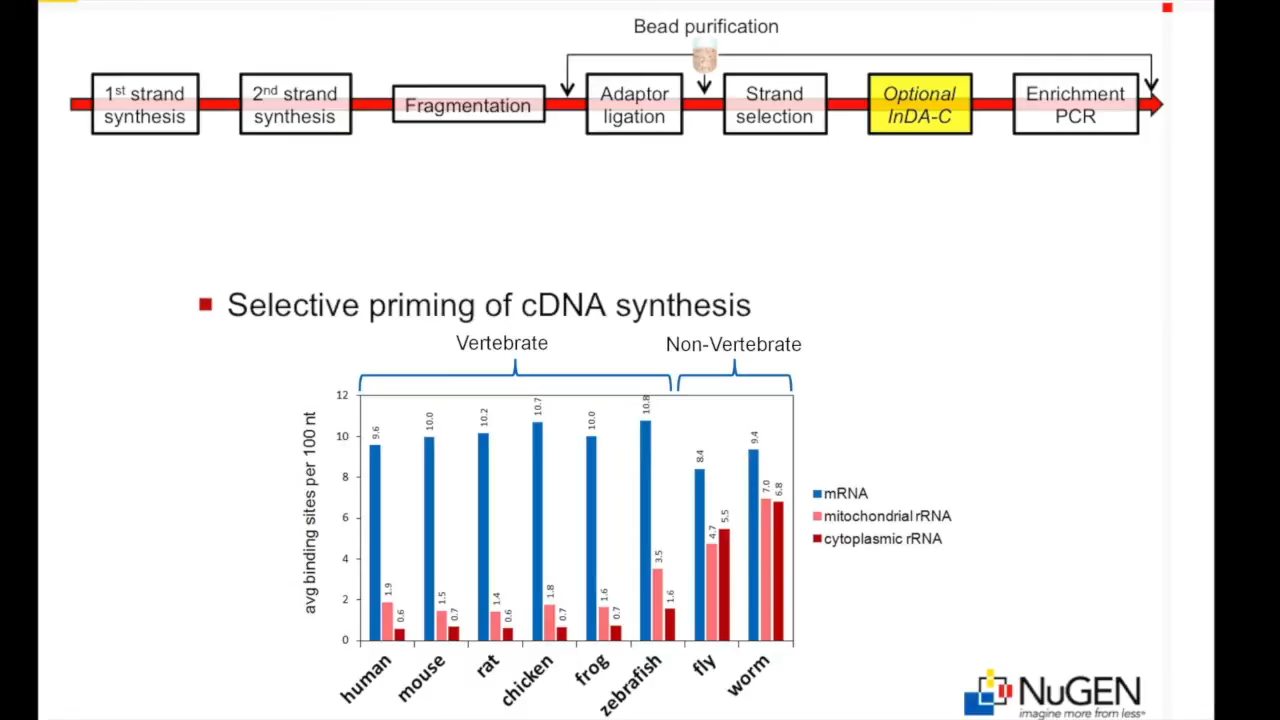 Bead purification
1st strand
synthesis
2nd strand
synthesis
Fragmentation
Adaptor
ligation
Strand
selection
Optional
InDA-C
Enrichment
PCR
Selective priming of cDNA synthesis
Vertebrate
Non-Vertebrate
avg binding sites per 100 nt
12
10
8
6
4
2
0
9.6
1.9
0.6
10.0
1.5
0.7
10.2
1.4
0.6
10.7
1.8
0.7
10.0
1.6
0.7
10.8
3.5
1.6
8.4
4.7
5.5
9.4
7.0
6.8
human
mouse
rat
chicken
frog
zebrafish
fly
worm
mRNA
mitochondrial rRNA
cytoplasmic rRNA
NuGEN
imagine more from less™